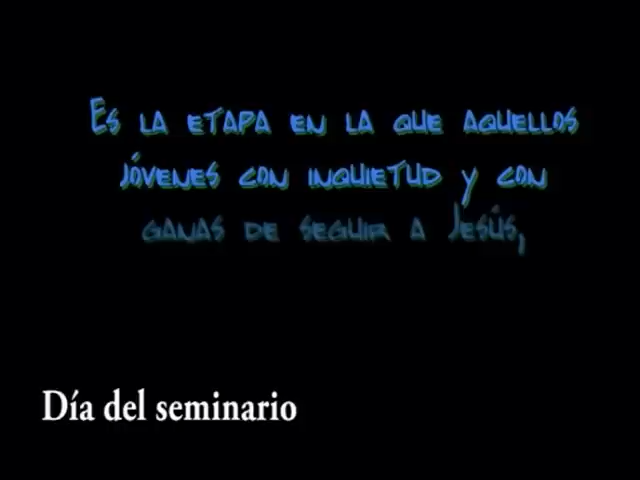 Es la etapa en la que aquellos
jóvenes con inquietud y con
ganas de seguir a Jesús,
Día del seminario